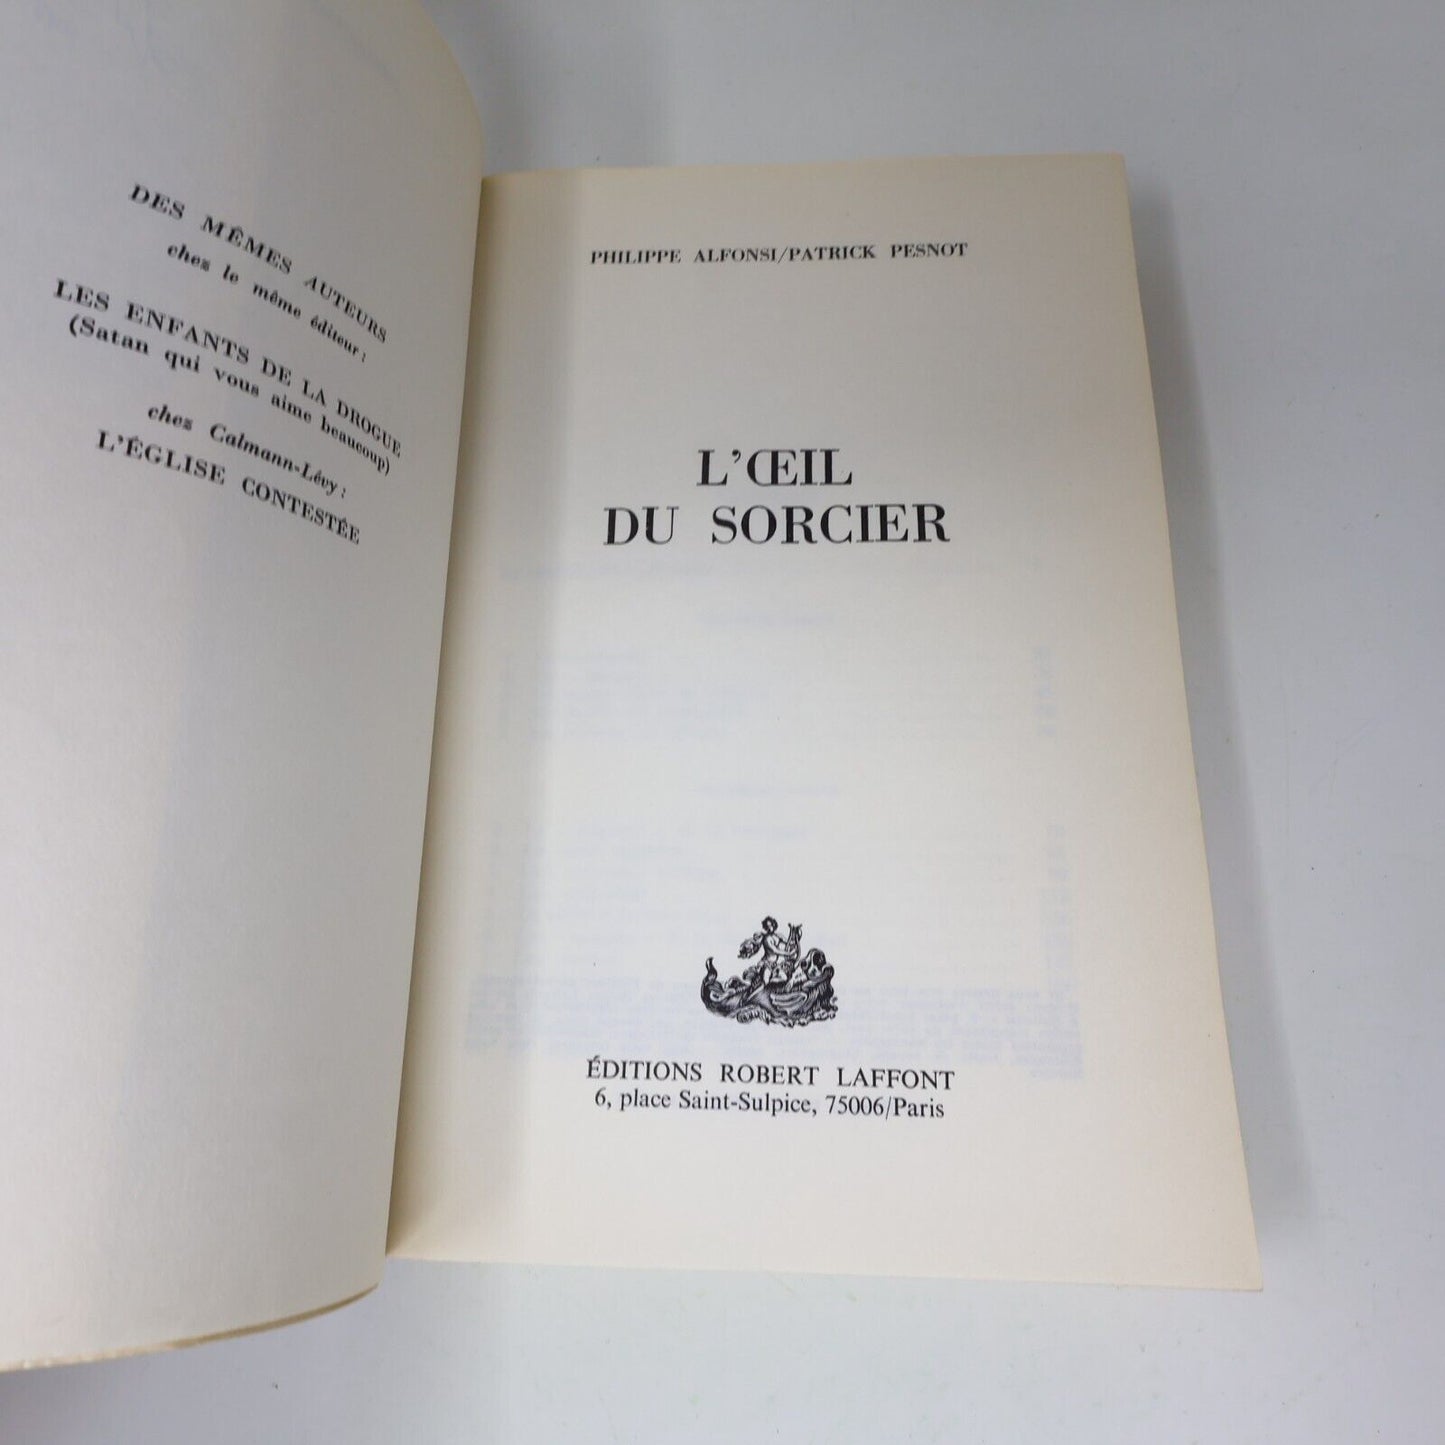 DES MÊMES AUTEURS
chez le même éditeur :
LES ENFANTS DE LA DROGUE
(Satan qui vous aime beaucoup)
chez Calmann-Lévy :
L'ÉGLISE CONTESTÉE
PHILIPPE ALFONSI/PATRICK PESNOT
L'ŒIL
DU SORCIER
ÉDITIONS ROBERT LAFFONT
6, place Saint-Sulpice, 75006/Paris